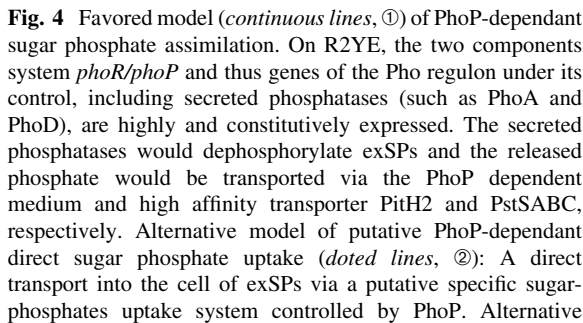 Fig. 4 Favored model (continuous lines, ①) of PhoP-dependant
sugar phosphate assimilation. On R2YE, the two components
system phoR/phoP and thus genes of the Pho regulon under its
control, including secreted phosphatases (such as PhoA and
PhoD), are highly and constitutively expressed. The secreted
phosphatases would dephosphorylate exSPs and the released
phosphate would be transported via the PhoP dependent
medium and high affinity transporter PitH2 and PstSABC,
respectively. Alternative model of putative PhoP-dependant
direct sugar phosphate uptake (doted lines, ②): A direct
transport into the cell of exSPs via a putative specific sugar-
phosphates uptake system controlled by PhoP. Alternative